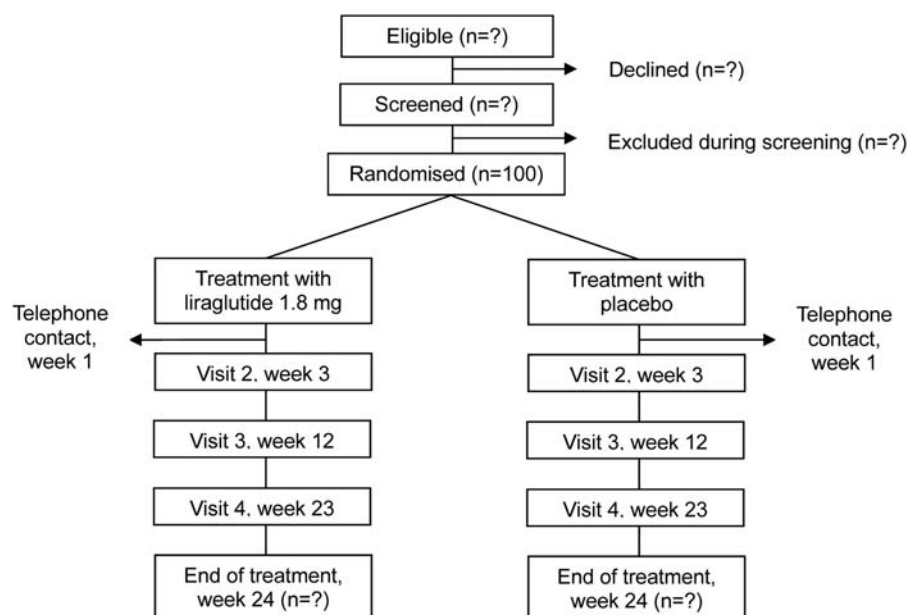 Eligible (n=?)
Declined (n=?)
Screened (n=?)
Excluded during screening (n=?)
Randomised (n=100)
Treatment with
liraglutide 1.8 mg
Treatment with
placebo
Telephone
contact,
week 1
Telephone
contact,
week 1
Visit 2, week 3
Visit 2, week 3
Visit 3, week 12
Visit 3, week 12
Visit 4, week 23
Visit 4, week 23
End of treatment,
week 24 (n=?)
End of treatment,
week 24 (n=?)